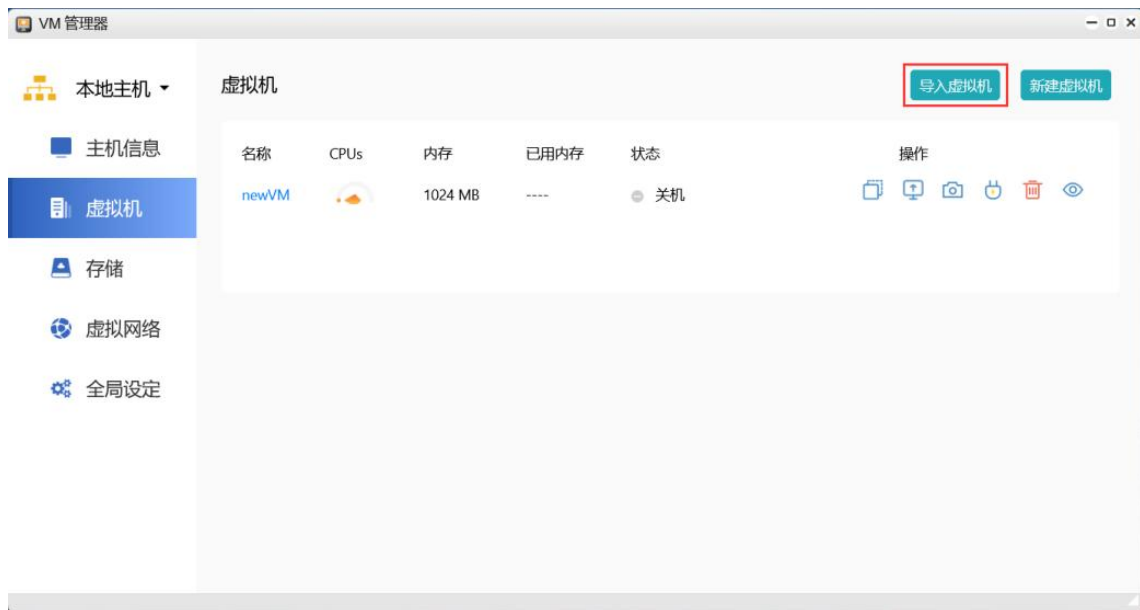 VM 管理器
本地主机
主机信息
虚拟机
存储
虚拟网络
全局设定
虚拟机
导入虚拟机 新建虚拟机
名称 CPUs 内存 已用内存 状态 操作
newVM 1024 MB ---- 关机